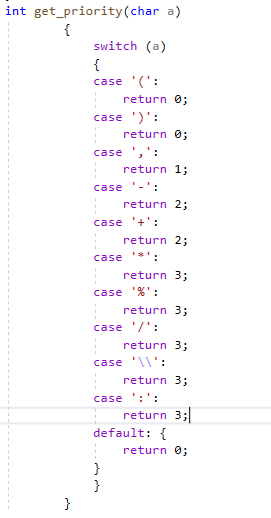 int get_priority(char a)
{
switch (a)
{
case '(':
return 0;
case ')':
return 0;
case ',':
return 1;
case '-':
return 2;
case '+':
return 2;
case '*':
return 3;
case '%':
return 3;
case '/':
return 3;
case '\\':
return 3;
case ':':
return 3;
default: {
return 0;
}
}
}